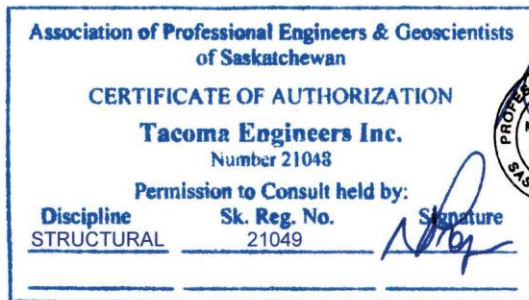 Association of Professional Engineers & Geoscientists
of Saskatchewan
CERTIFICATE OF AUTHORIZATION
Tacoma Engineers Inc.
Number 21048
Permission to Consult held by:
Discipline Sk. Reg. No. Signature
STRUCTURAL 21049